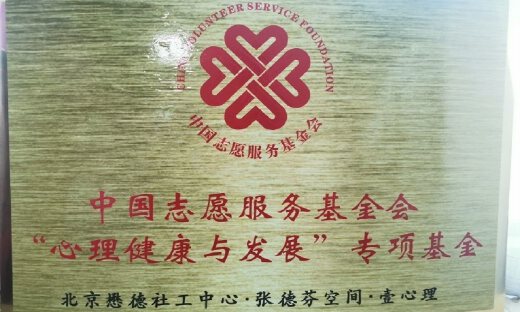 CHINA VOLUNTEER SERVICE FOUNDATION
中国志愿服务基金会
中国志愿服务基金会
“心理健康与发展”专项基金
北京懋德社工中心·张德芬空间·壹心理